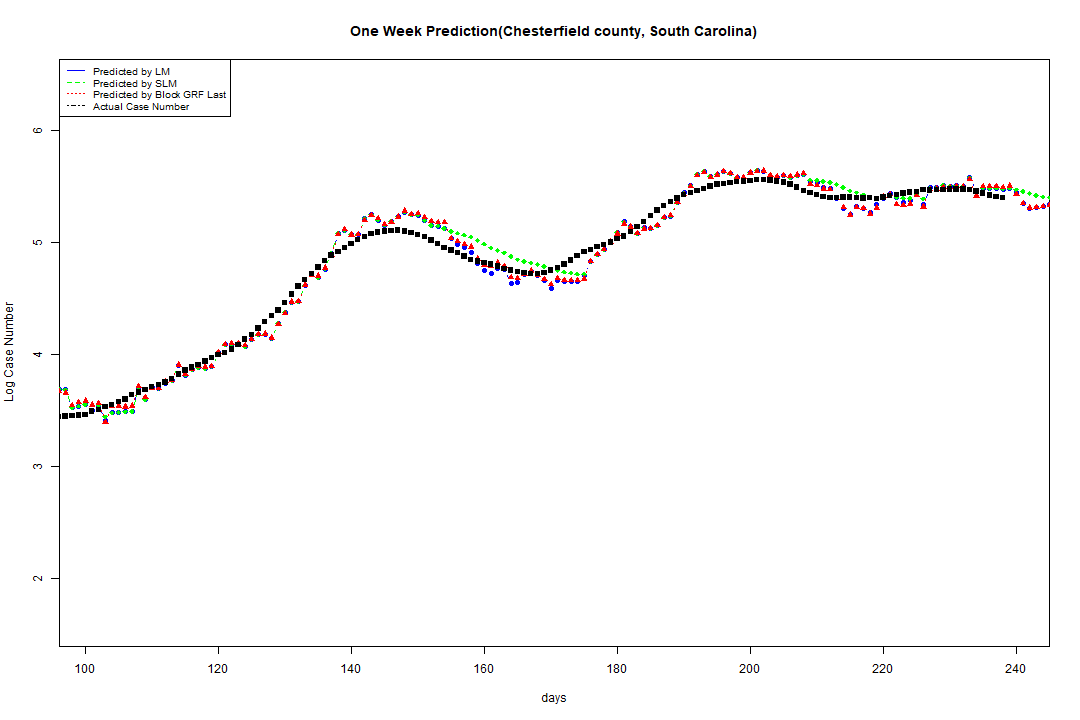 One Week Prediction(Chesterfield county, South Carolina)
Predicted by LM
Predicted by SLM
Predicted by Block GRF Last
Actual Case Number
6
5
4
3
2
Log Case Number
100 120 140 160 180 200 220 240
days